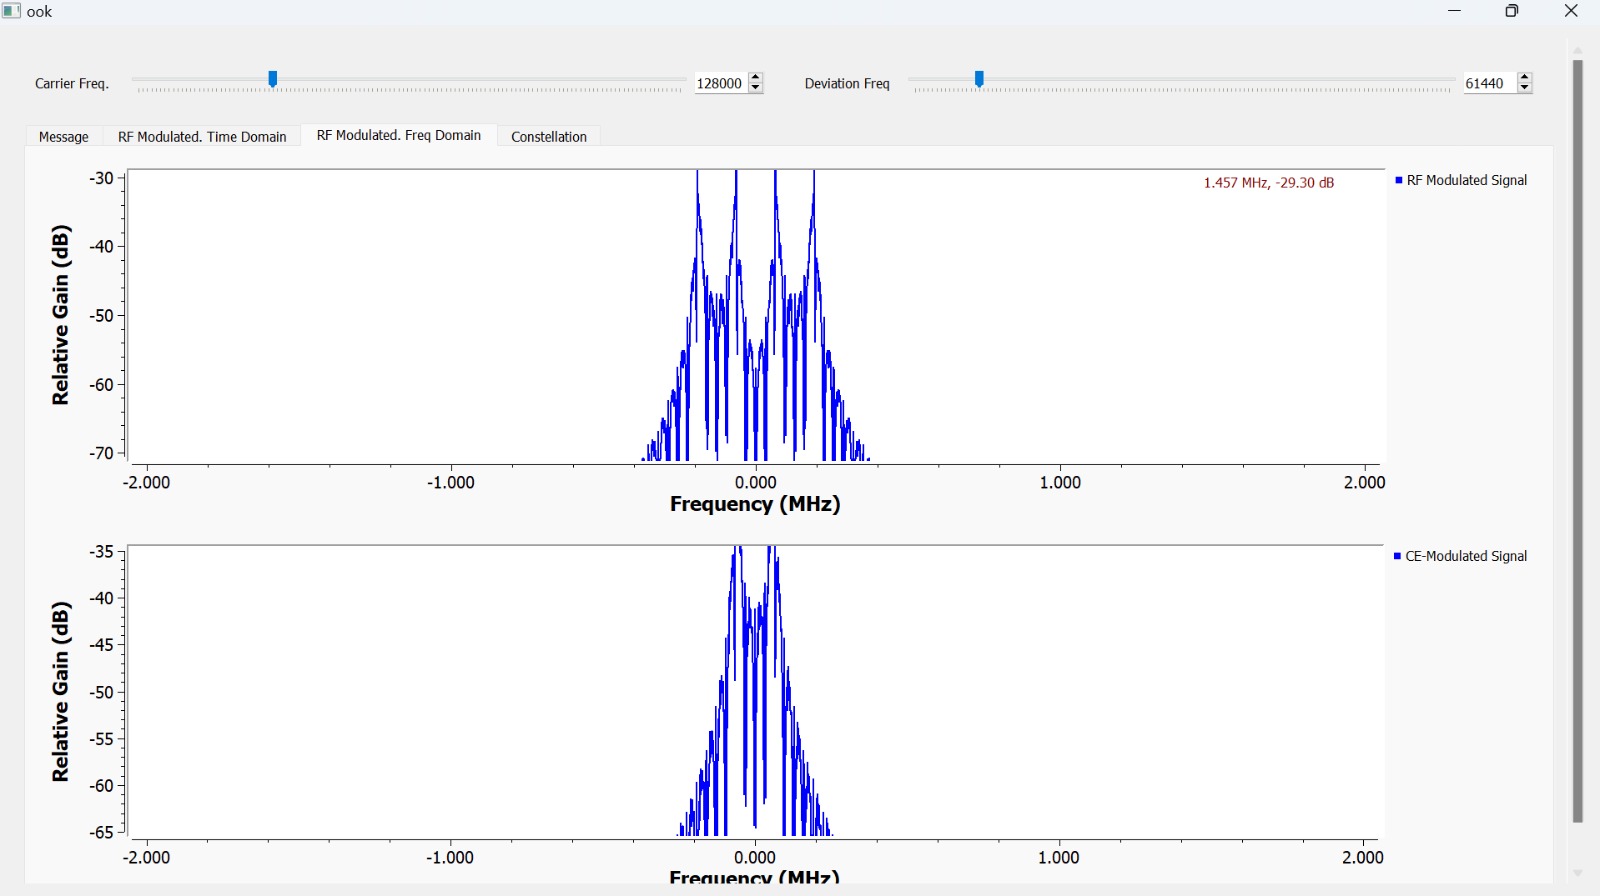 ook
Carrier Freq. 128000 Deviation Freq 61440
Message RF Modulated. Time Domain RF Modulated. Freq Domain Constellation
1.457 MHz, -29.30 dB
RF Modulated Signal
Relative Gain (dB)
-30
-40
-50
-60
-70
-2.000 -1.000 0.000 1.000 2.000
Frequency (MHz)
CE-Modulated Signal
Relative Gain (dB)
-35
-40
-45
-50
-55
-60
-65
-2.000 -1.000 0.000 1.000 2.000
Frequency (MHz)